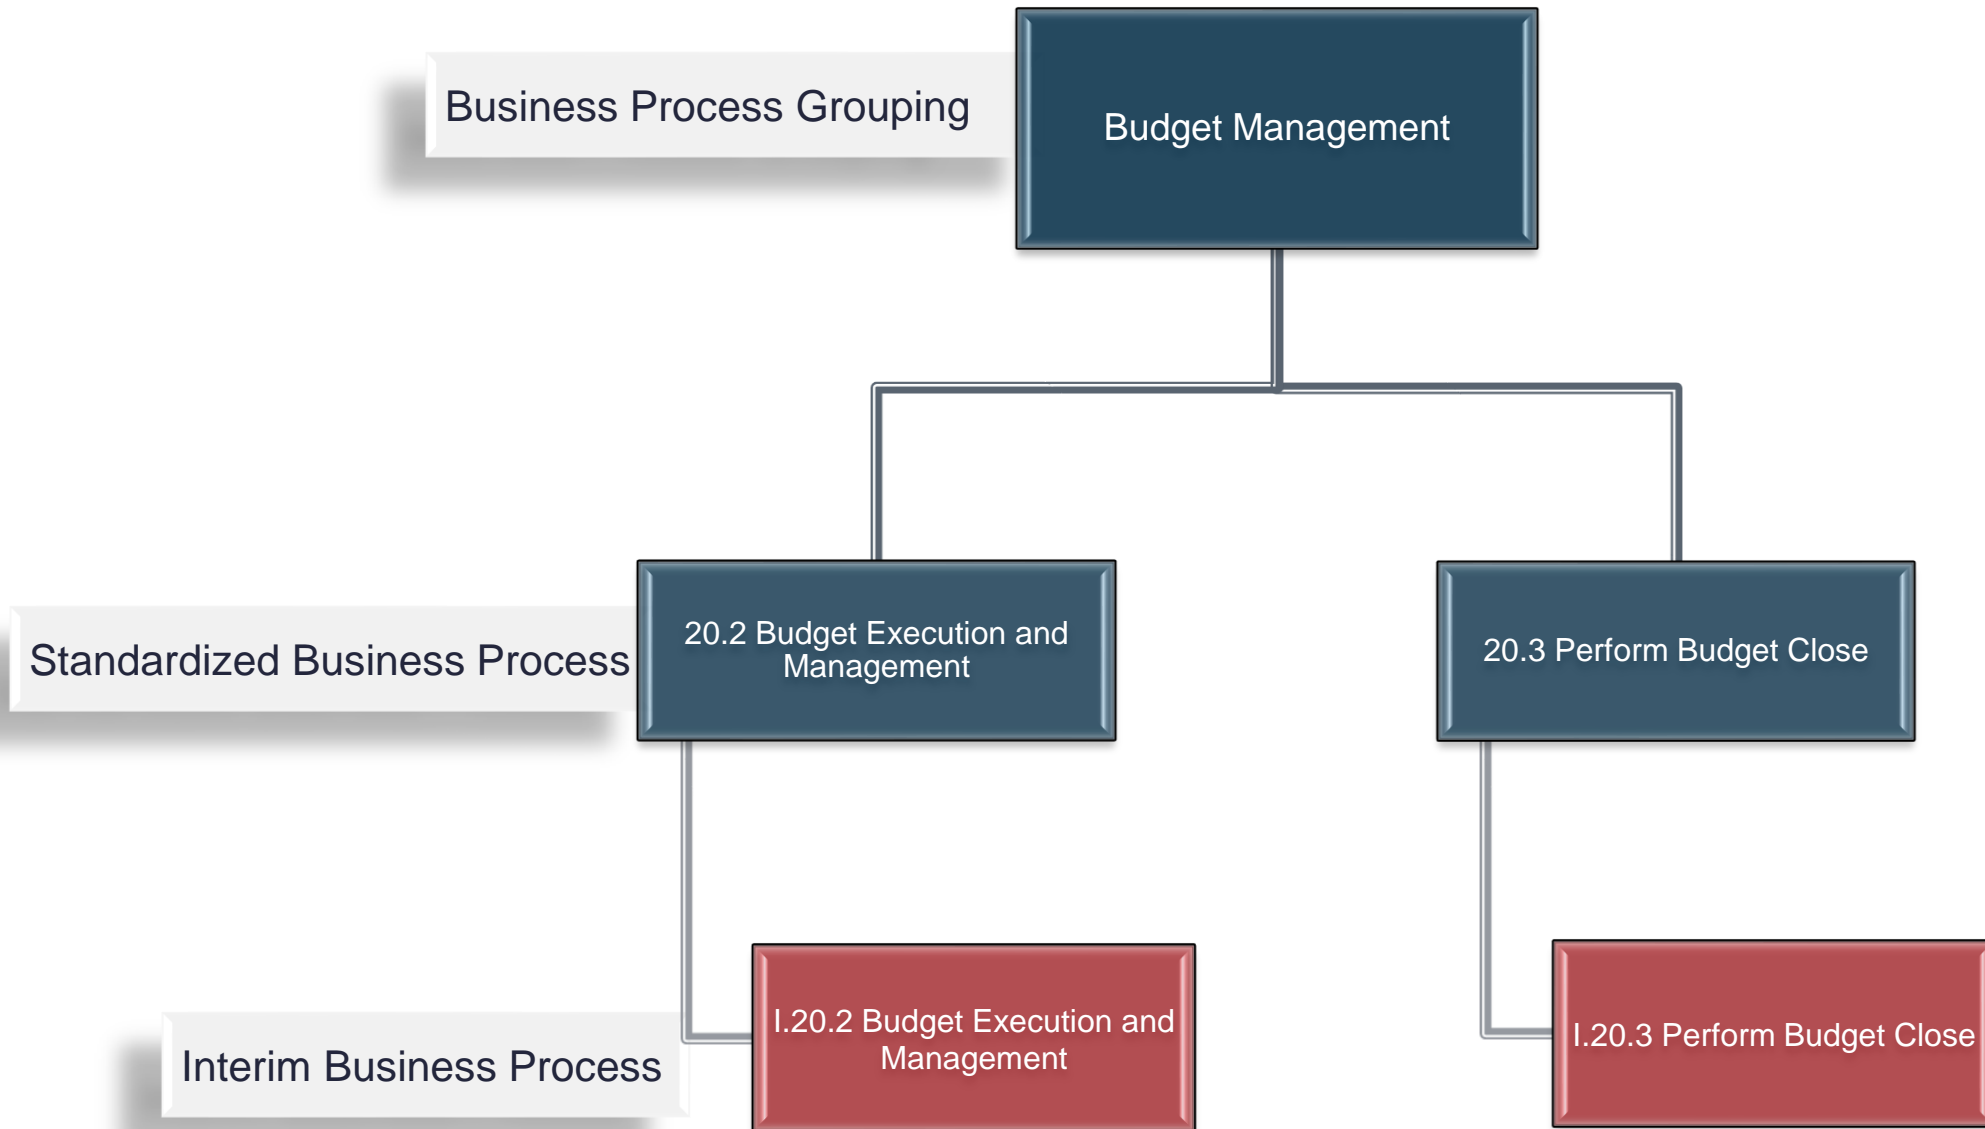 Business Process Grouping
Budget Management
Standardized Business Process
20.2 Budget Execution and
Management
20.3 Perform Budget Close
Interim Business Process
I.20.2 Budget Execution and
Management
I.20.3 Perform Budget Close